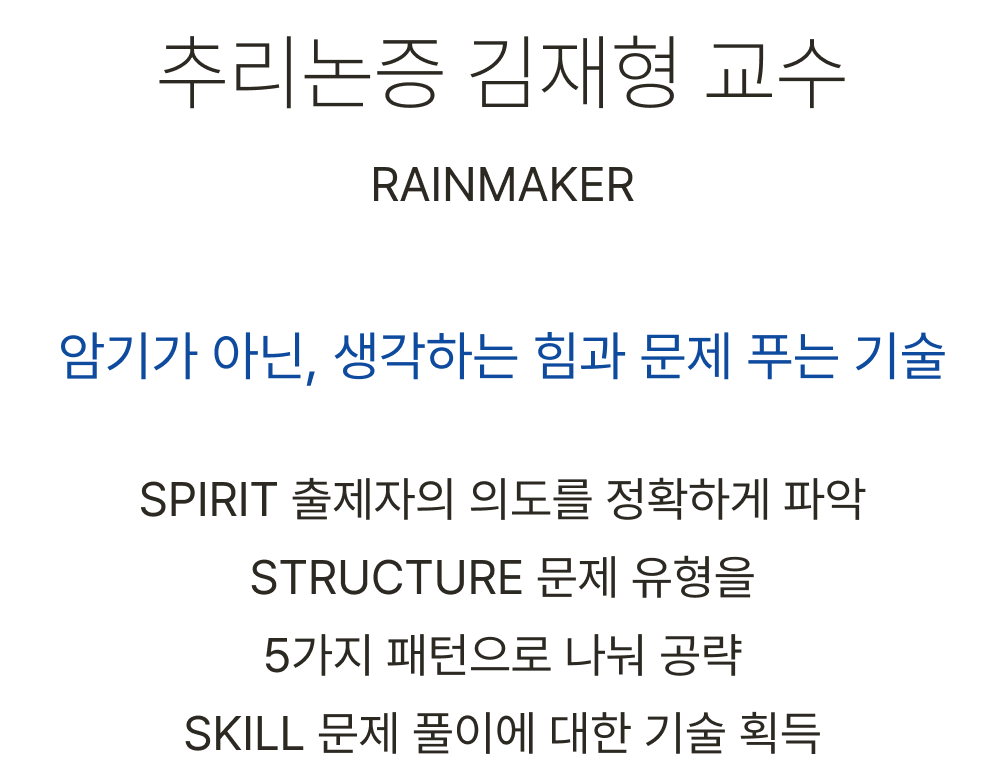 추리논증 김재형 교수
RAINMAKER
암기가 아닌, 생각하는 힘과 문제 푸는 기술
SPIRIT 출제자의 의도를 정확하게 파악
STRUCTURE 문제 유형을
5가지 패턴으로 나눠 공략
SKILL 문제 풀이에 대한 기술 획득